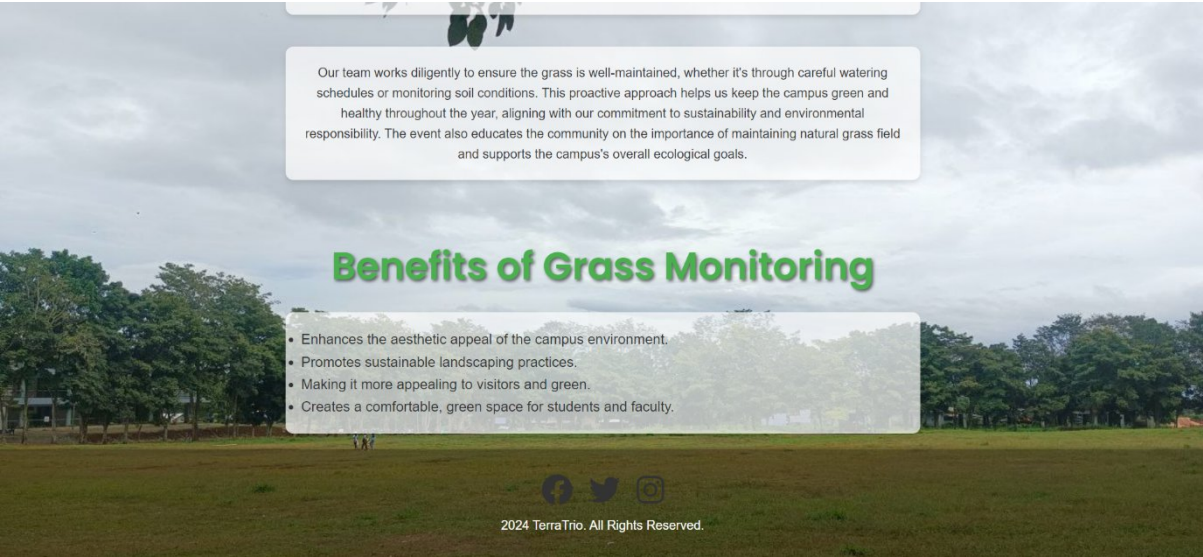 Our team works diligently to ensure the grass is well-maintained, whether it's through careful watering
schedules or monitoring soil conditions. This proactive approach helps us keep the campus green and
healthy throughout the year, aligning with our commitment to sustainability and environmental
responsibility. The event also educates the community on the importance of maintaining natural grass field
and supports the campus's overall ecological goals.
Benefits of Grass Monitoring
• Enhances the aesthetic appeal of the campus environment.
• Promotes sustainable landscaping practices.
• Making it more appealing to visitors and green.
• Creates a comfortable, green space for students and faculty.
2024 TerraTrio. All Rights Reserved.